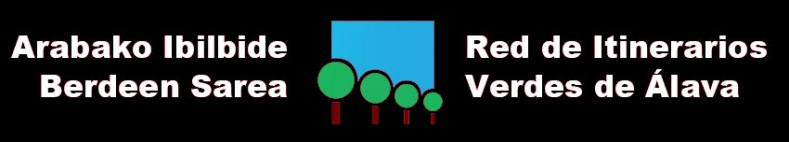 Arabako Ibilbide
Berdeen Sarea
Red de Itinerarios
Verdes de Álava